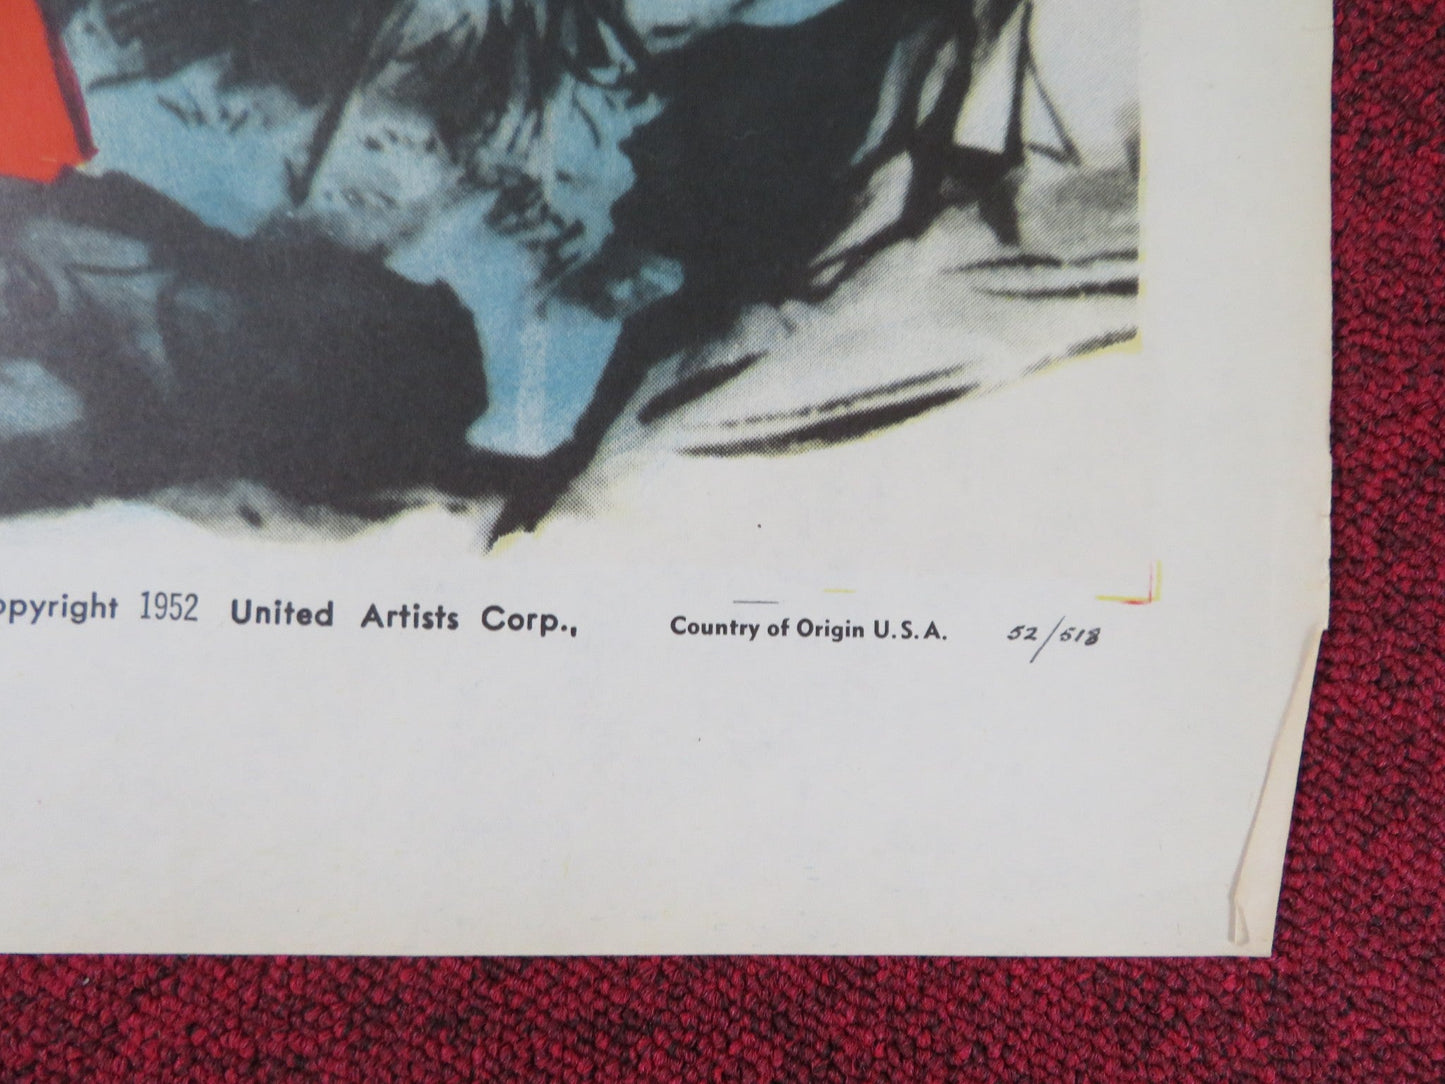 opyright 1952 United Artists Corp., Country of Origin U.S.A. 52/518